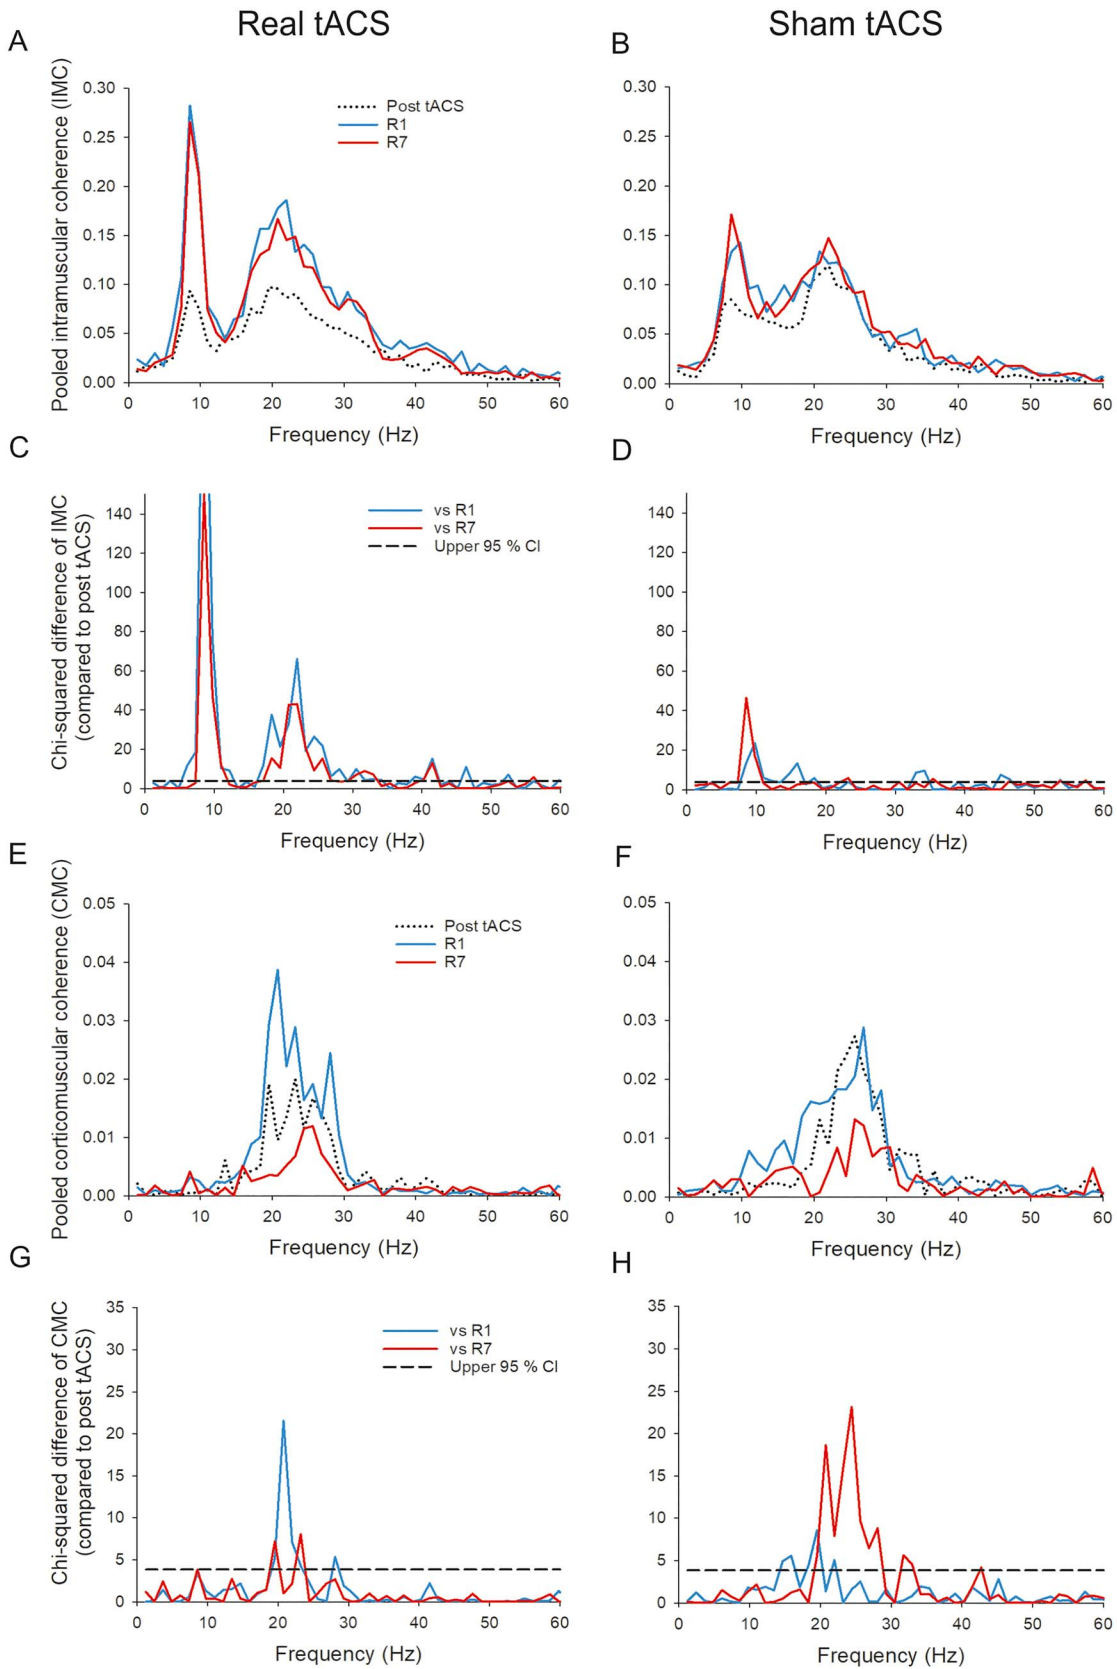 Real tACS
Sham tACS
A
B
Pooled intramuscular coherence (IMC)
0.30
0.25
0.20
0.15
0.10
0.05
0.00
Post tACS
R1
R7
0 10 20 30 40 50 60
Frequency (Hz)
0.30
0.25
0.20
0.15
0.10
0.05
0.00
0 10 20 30 40 50 60
Frequency (Hz)
C
D
Chi-squared difference of IMC
(compared to post tACS)
140
120
100
80
60
40
20
0
vs R1
vs R7
Upper 95 % CI
0 10 20 30 40 50 60
Frequency (Hz)
140
120
100
80
60
40
20
0
0 10 20 30 40 50 60
Frequency (Hz)
E
F
Pooled corticomuscular coherence (CMC)
0.05
0.04
0.03
0.02
0.01
0.00
Post tACS
R1
R7
0 10 20 30 40 50 60
Frequency (Hz)
0.05
0.04
0.03
0.02
0.01
0.00
0 10 20 30 40 50 60
Frequency (Hz)
G
H
Chi-squared difference of CMC
(compared to post tACS)
35
30
25
20
15
10
5
0
vs R1
vs R7
Upper 95 % CI
0 10 20 30 40 50 60
Frequency (Hz)
35
30
25
20
15
10
5
0
0 10 20 30 40 50 60
Frequency (Hz)